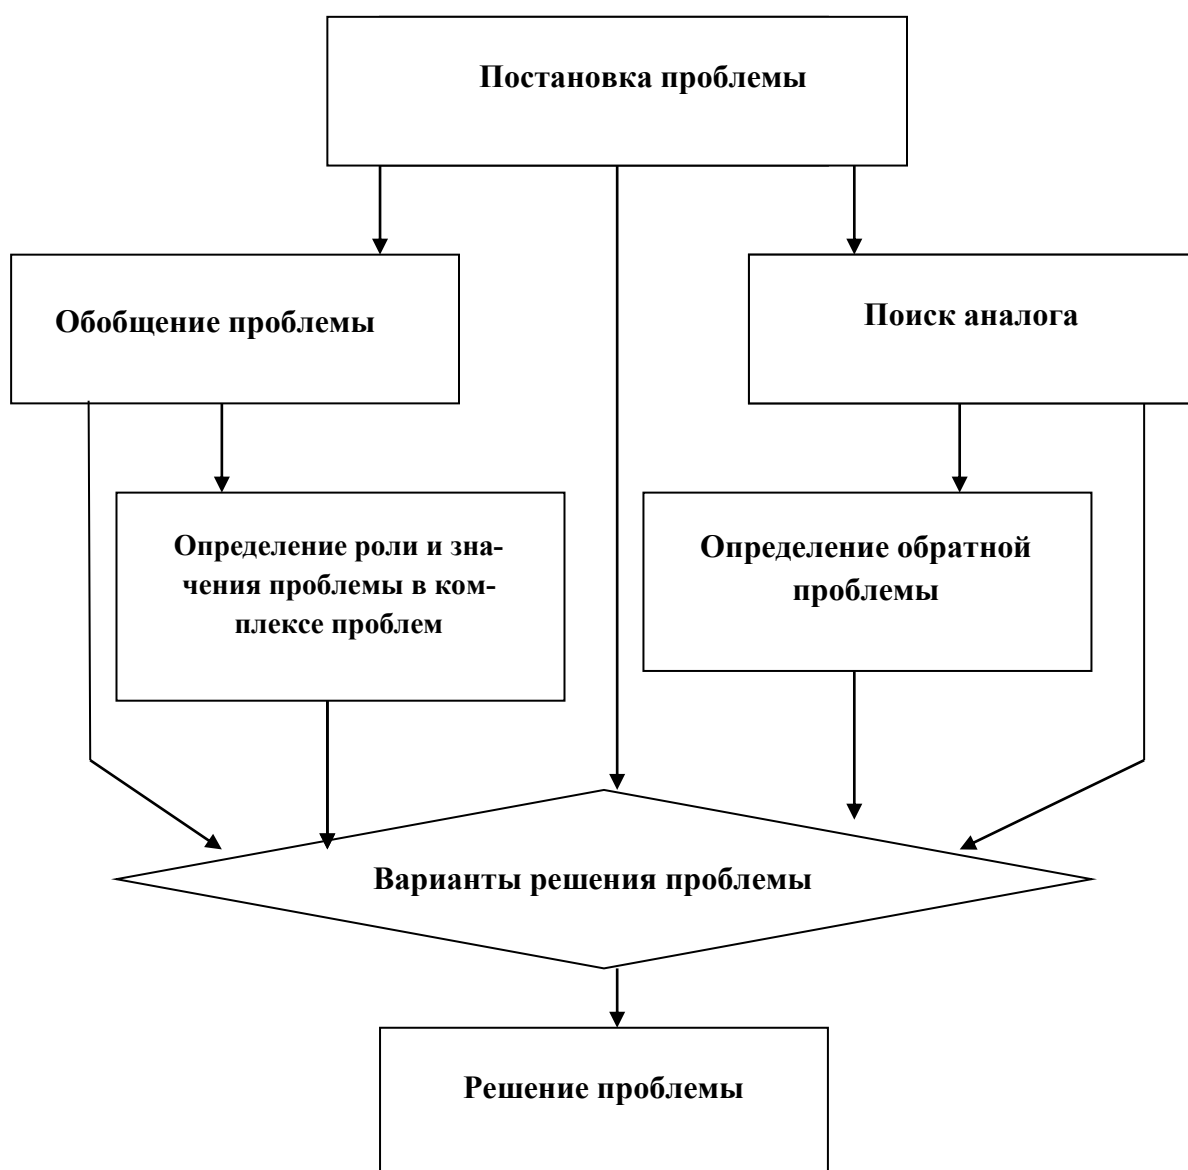 Постановка проблемы
Обобщение проблемы
Поиск аналога
Определение роли и зна-
чения проблемы в ком-
плексе проблем
Определение обратной
проблемы
Варианты решения проблемы
Решение проблемы